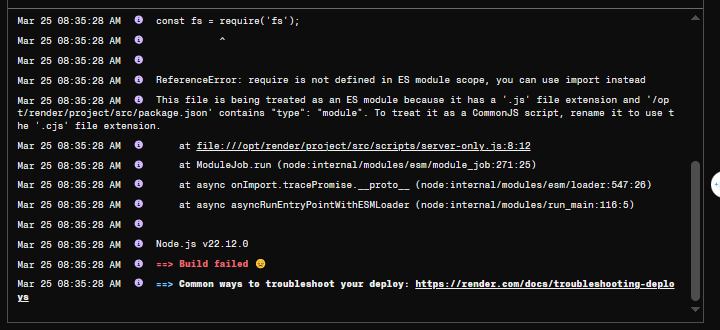 Mar 25 08:35:28 AM const fs = require('fs');
Mar 25 08:35:28 AM ^
Mar 25 08:35:28 AM
Mar 25 08:35:28 AM ReferenceError: require is not defined in ES module scope, you can use import instead
Mar 25 08:35:28 AM This file is being treated as an ES module because it has a '.js' file extension and '/op
t/render/project/src/package.json' contains "type": "module". To treat it as a CommonJS script, rename it to use t
he '.cjs' file extension.
Mar 25 08:35:28 AM at file:///opt/render/project/src/scripts/server-only.js:8:12
Mar 25 08:35:28 AM at ModuleJob.run (node:internal/modules/esm/module_job:271:25)
Mar 25 08:35:28 AM at async onImport.tracePromise.__proto__ (node:internal/modules/esm/loader:547:26)
Mar 25 08:35:28 AM at async asyncRunEntryPointWithESMLoader (node:internal/modules/run_main:116:5)
Mar 25 08:35:28 AM
Mar 25 08:35:28 AM Node.js v22.12.0
Mar 25 08:35:28 AM ==> Build failed 😞
Mar 25 08:35:28 AM ==> Common ways to troubleshoot your deploy: https://render.com/docs/troubleshooting-deplo
ys